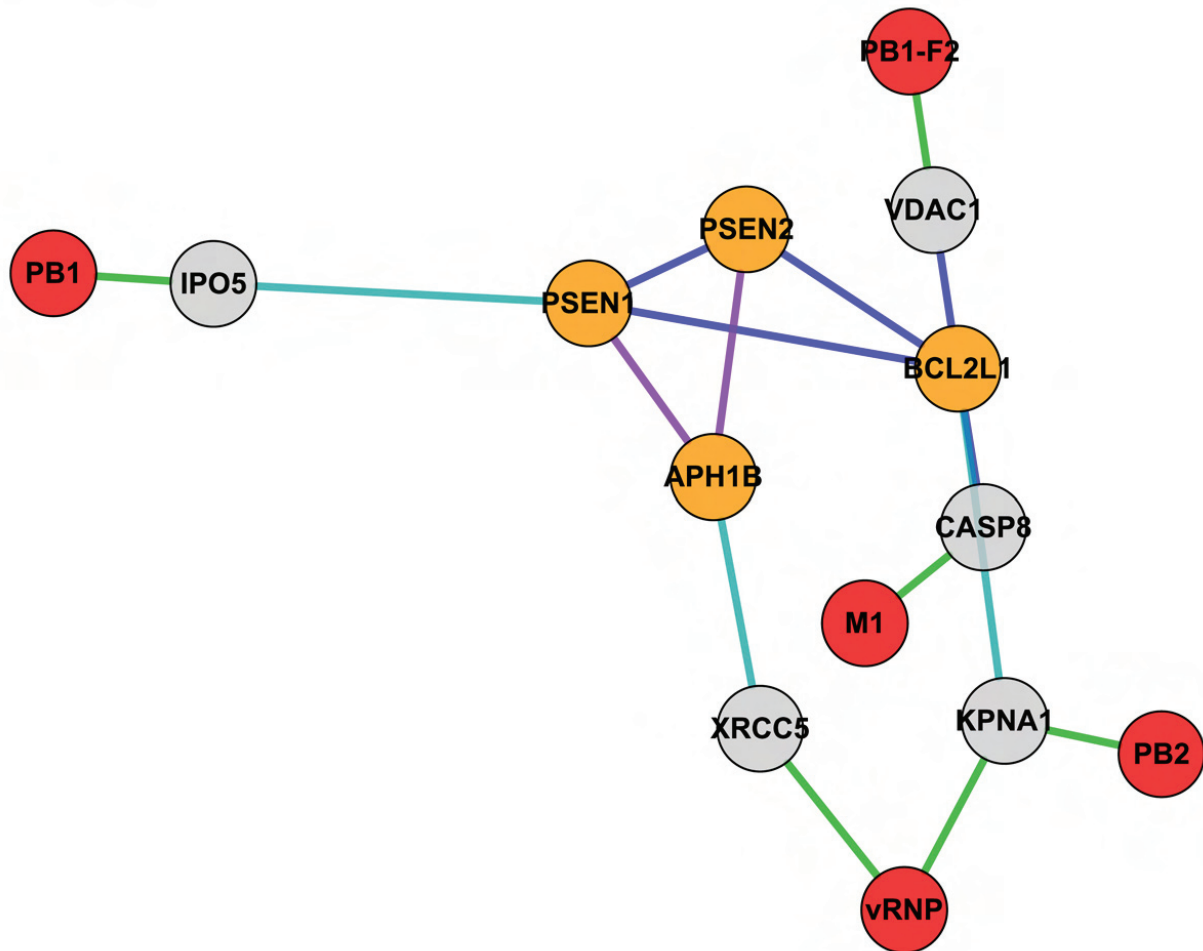 PB1-F2
VDAC1
PSEN2
PB1
IPO5
PSEN1
BCL2L1
APH1B
CASP8
M1
XRCC5
KPNA1
PB2
vRNP